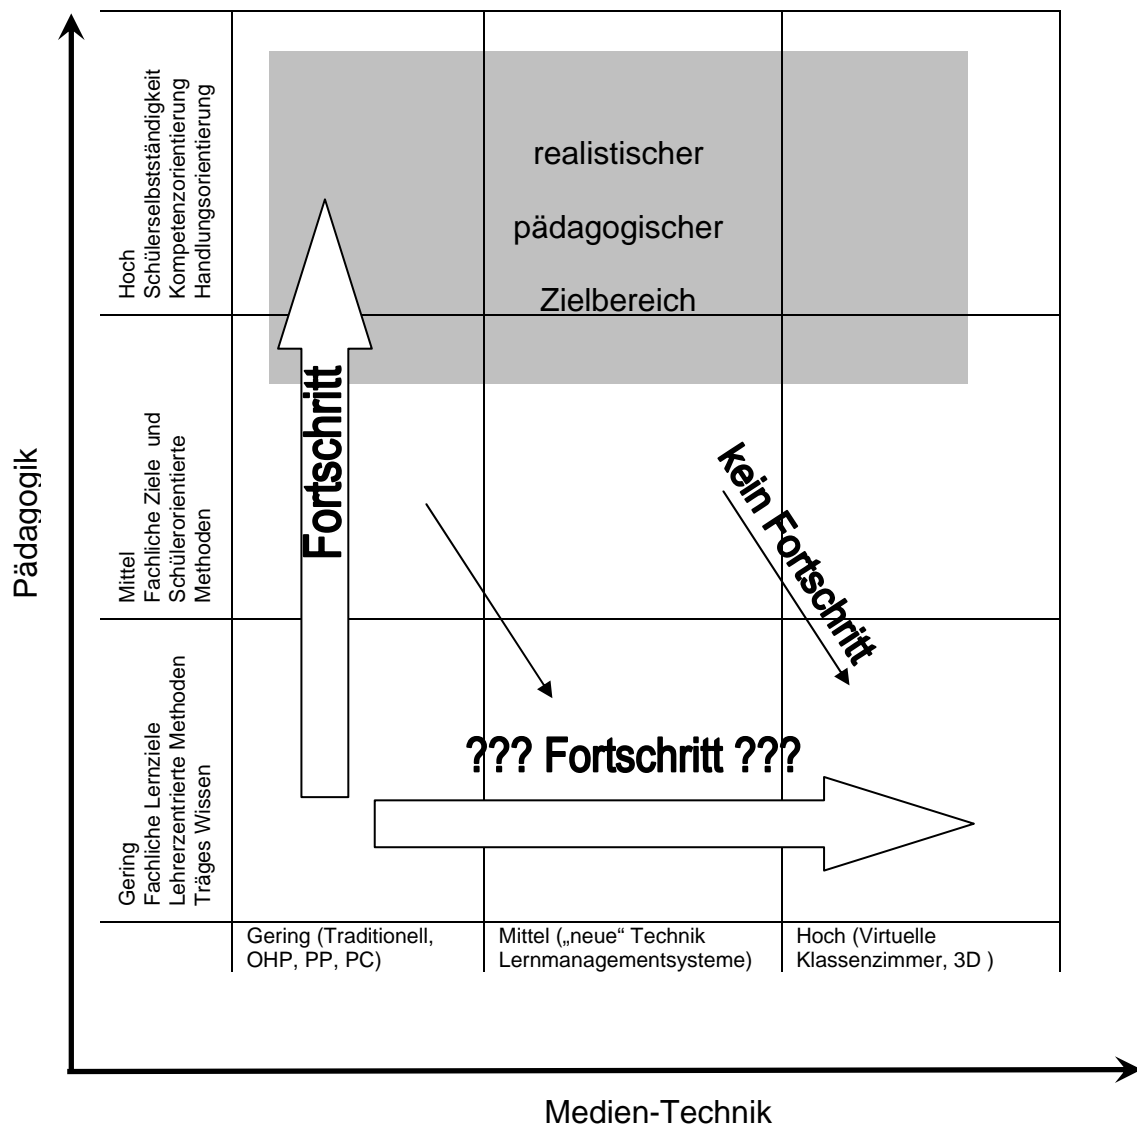 Pädagogik
Hoch
Schülerselbstständigkeit
Kompetenzorientierung
Handlungsorientierung
Mittel
Fachliche Ziele und
Schülerorientierte
Methoden
Gering
Fachliche Lernziele
Lehrerzentrierte Methoden
Träges Wissen
realistischer
pädagogischer
Zielbereich
Fortschritt
kein Fortschritt
??? Fortschritt ???
Gering (Traditionell,
OHP, PP, PC)
Mittel („neue“ Technik
Lernmanagementsysteme)
Hoch (Virtuelle
Klassenzimmer, 3D )
Medien-Technik